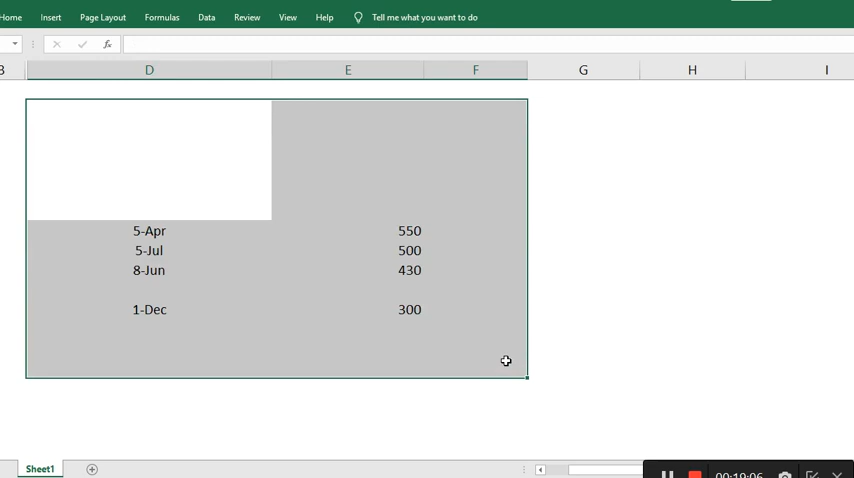 Home Insert Page Layout Formulas Data Review View Help Tell me what you want to do
fx
B D E F G H I
5-Apr 550
5-Jul 500
8-Jun 430
1-Dec 300
Sheet1
00:19:06